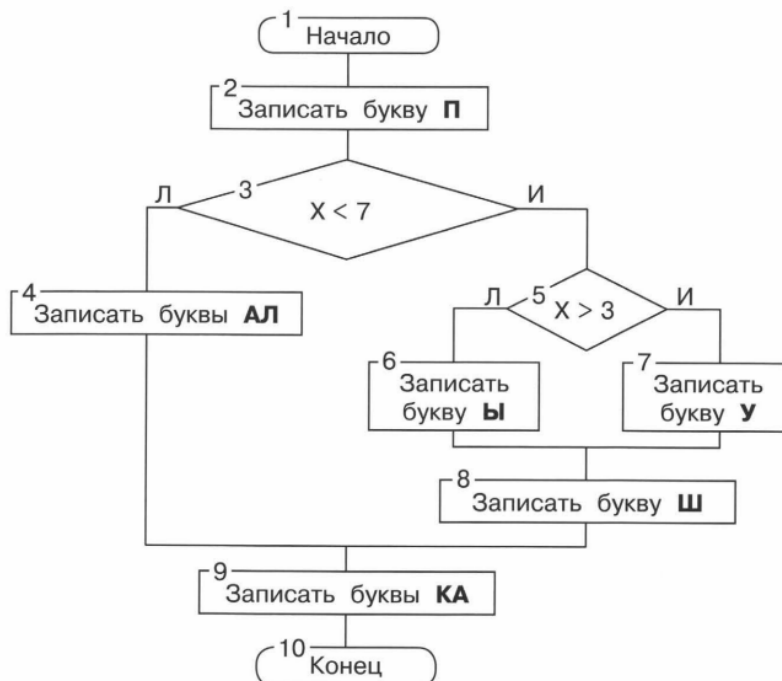 1
Начало
2
Записать букву П
Л
3
И
X < 7
4
Записать буквы АЛ
Л
5
И
X > 3
6
Записать
букву Ы
7
Записать
букву У
8
Записать букву Ш
9
Записать буквы КА
10
Конец